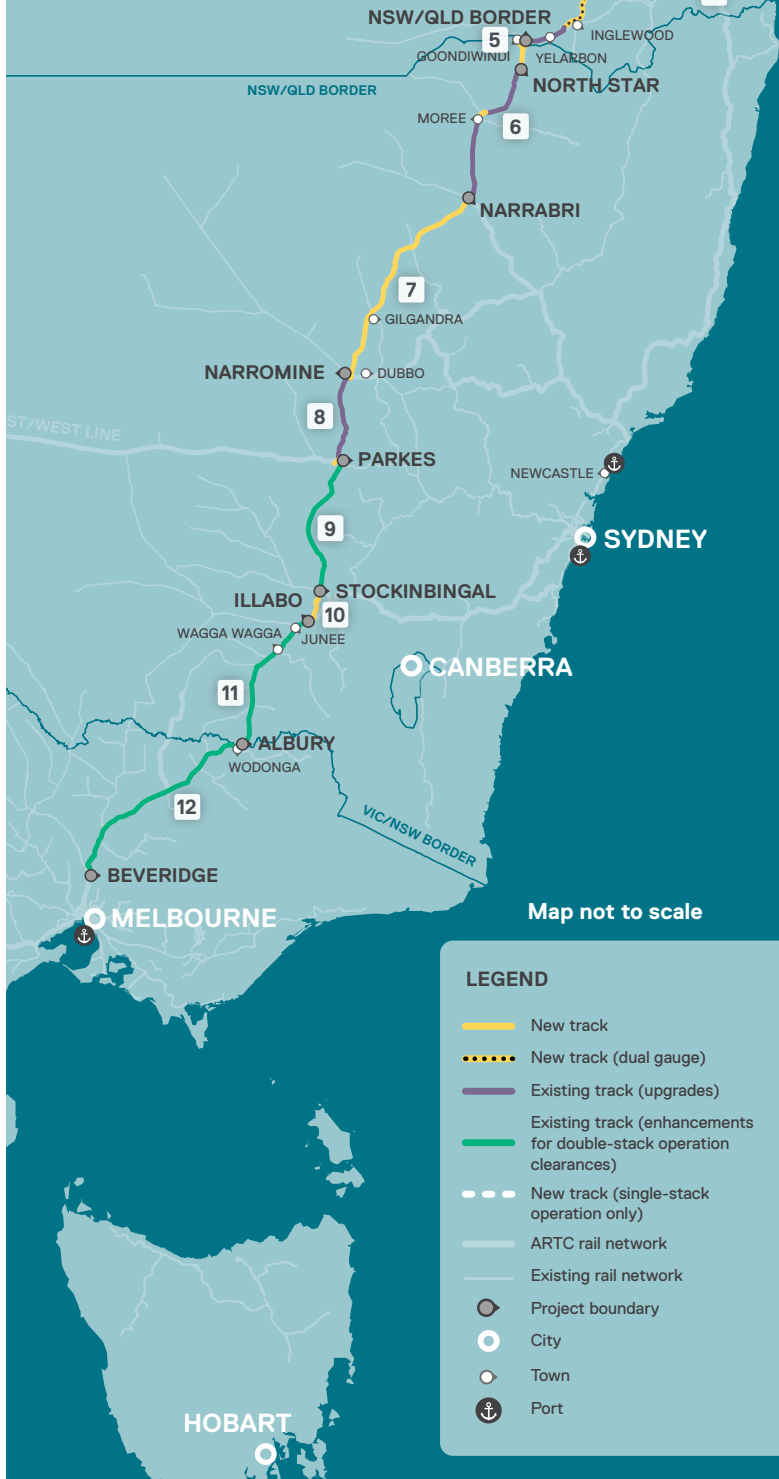 NSW/QLD BORDER
5
INGLEWOOD
GOONDIWINDI
YELARBON
NSW/QLD BORDER
NORTH STAR
MOREE
6
NARRABRI
7
GILGANDRA
NARROMINE
DUBBO
8
ST/WEST LINE
PARKES
NEWCASTLE
9
SYDNEY
STOCKINBINGAL
ILLABO
10
WAGGA WAGGA
JUNEE
CANBERRA
11
ALBURY
WODONGA
12
VIC/NSW BORDER
BEVERIDGE
MELBOURNE
Map not to scale
LEGEND
New track
New track (dual gauge)
Existing track (upgrades)
Existing track (enhancements
for double-stack operation
clearances)
New track (single-stack
operation only)
ARTC rail network
Existing rail network
Project boundary
City
Town
Port
HOBART